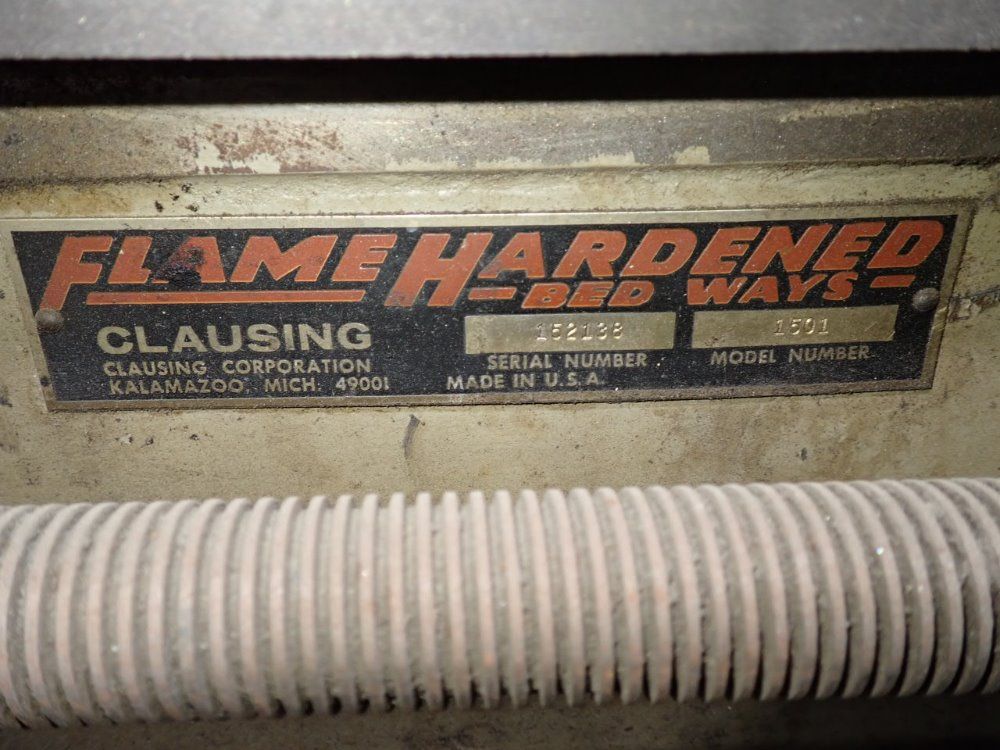 FLAME HARDENED
BED WAYS
CLAUSING
CLAUSING CORPORATION
KALAMAZOO, MICH. 49001
152138
SERIAL NUMBER
MADE IN U.S.A.
1501
MODEL NUMBER